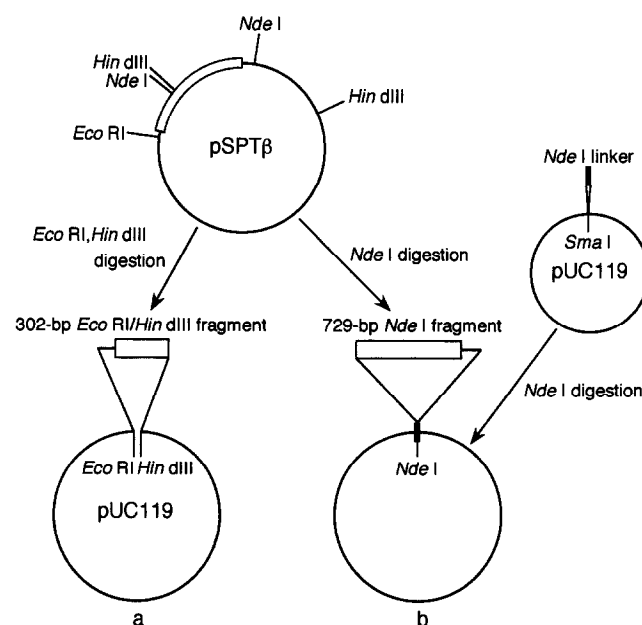 Nde I
Hin dIII
Nde I
Hin dIII
Eco RI
pSPTβ
Nde I linker
Eco RI, Hin dIII
digestion
Nde I digestion
Sma I
pUC119
302-bp Eco RI/Hin dIII fragment
729-bp Nde I fragment
Nde I digestion
Eco RI Hin dIII
Nde I
pUC119
a
b